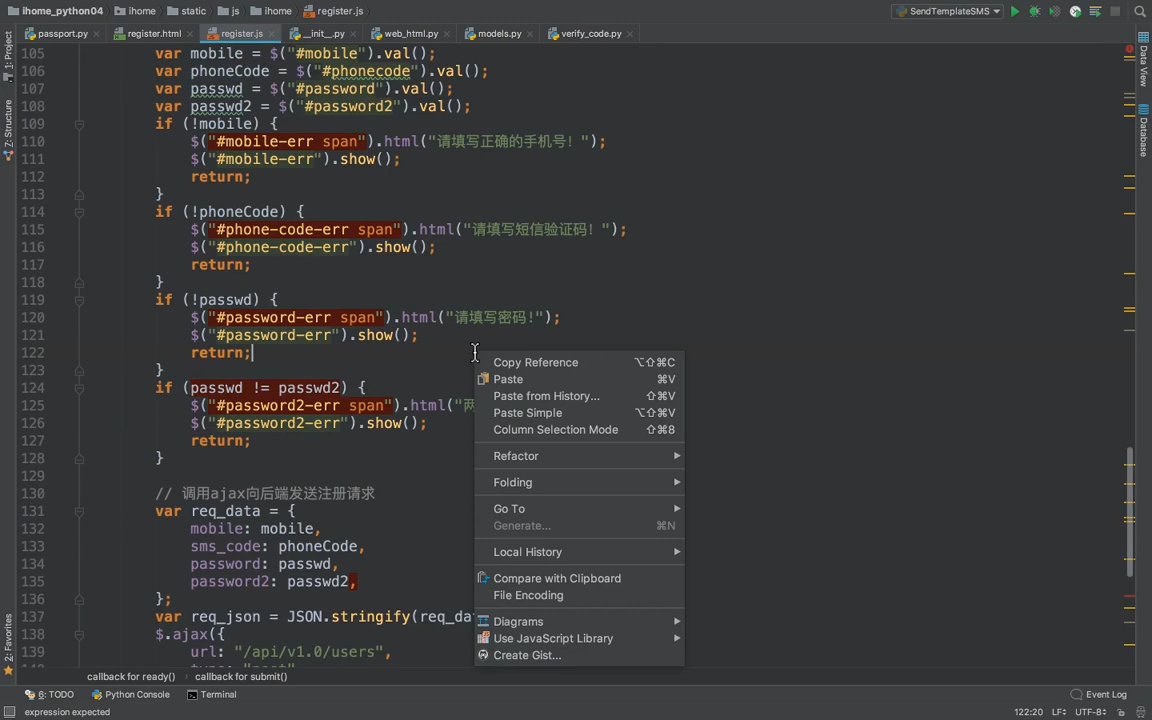 ihome_python04 ihome static js ihome register.js SendTemplateSMS
passport.py register.html register.js __init__.py web_html.py models.py verify_code.py
1: Project
Z: Structure
2: Favorites
Data View
Database
105 var mobile = $("#mobile").val();
106 var phoneCode = $("#phonecode").val();
107 var passwd = $("#password").val();
108 var passwd2 = $("#password2").val();
109 if (!mobile) {
110 $("#mobile-err span").html("请填写正确的手机号！");
111 $("#mobile-err").show();
112 return;
113 }
114 if (!phoneCode) {
115 $("#phone-code-err span").html("请填写短信验证码！");
116 $("#phone-code-err").show();
117 return;
118 }
119 if (!passwd) {
120 $("#password-err span").html("请填写密码!");
121 $("#password-err").show();
122 return;
123 }
124 if (passwd != passwd2) {
125 $("#password2-err span").html("两
126 $("#password2-err").show();
127 return;
128 }
129
130 // 调用ajax向后端发送注册请求
131 var req_data = {
132 mobile: mobile,
133 sms_code: phoneCode,
134 password: passwd,
135 password2: passwd2,
136 };
137 var req_json = JSON.stringify(req_da
138 $.ajax({
139 url: "/api/v1.0/users",
Copy Reference ⌥⇧⌘C
Paste ⌘V
Paste from History... ⇧⌘V
Paste Simple ⌥⇧⌘V
Column Selection Mode ⇧⌘8
Refactor
Folding
Go To
Generate... ⌘N
Local History
Compare with Clipboard
File Encoding
Diagrams
Use JavaScript Library
Create Gist...
callback for ready() callback for submit()
6: TODO Python Console Terminal Event Log
expression expected 122:20 LF UTF-8